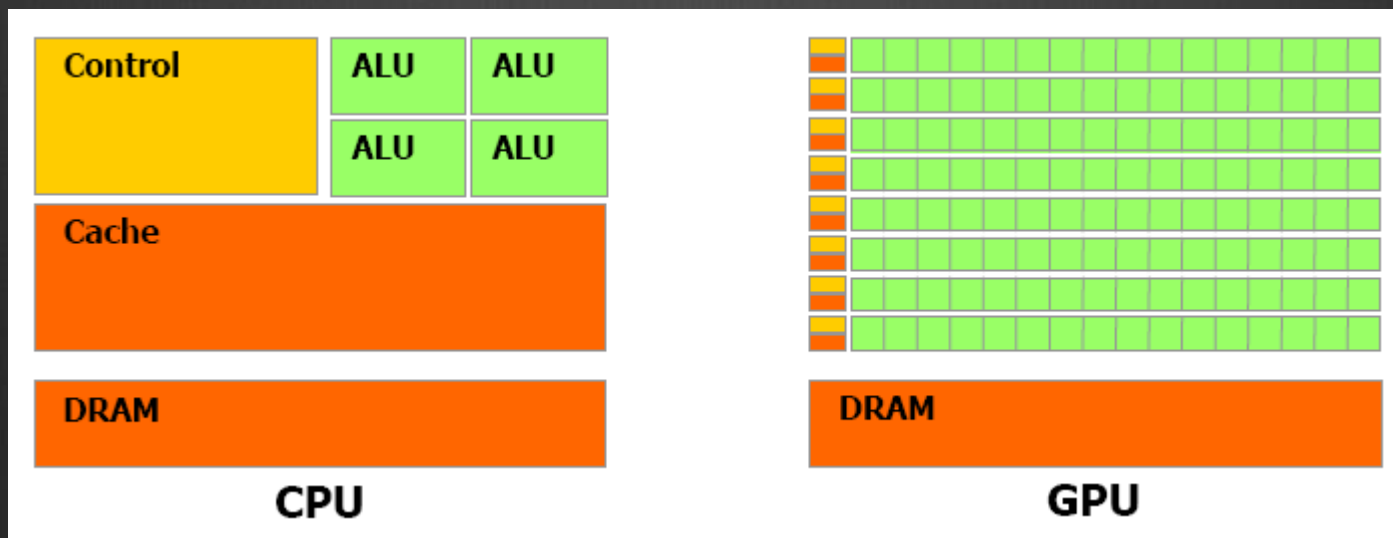 Control
ALU ALU
ALU ALU
Cache
DRAM
CPU
DRAM
GPU